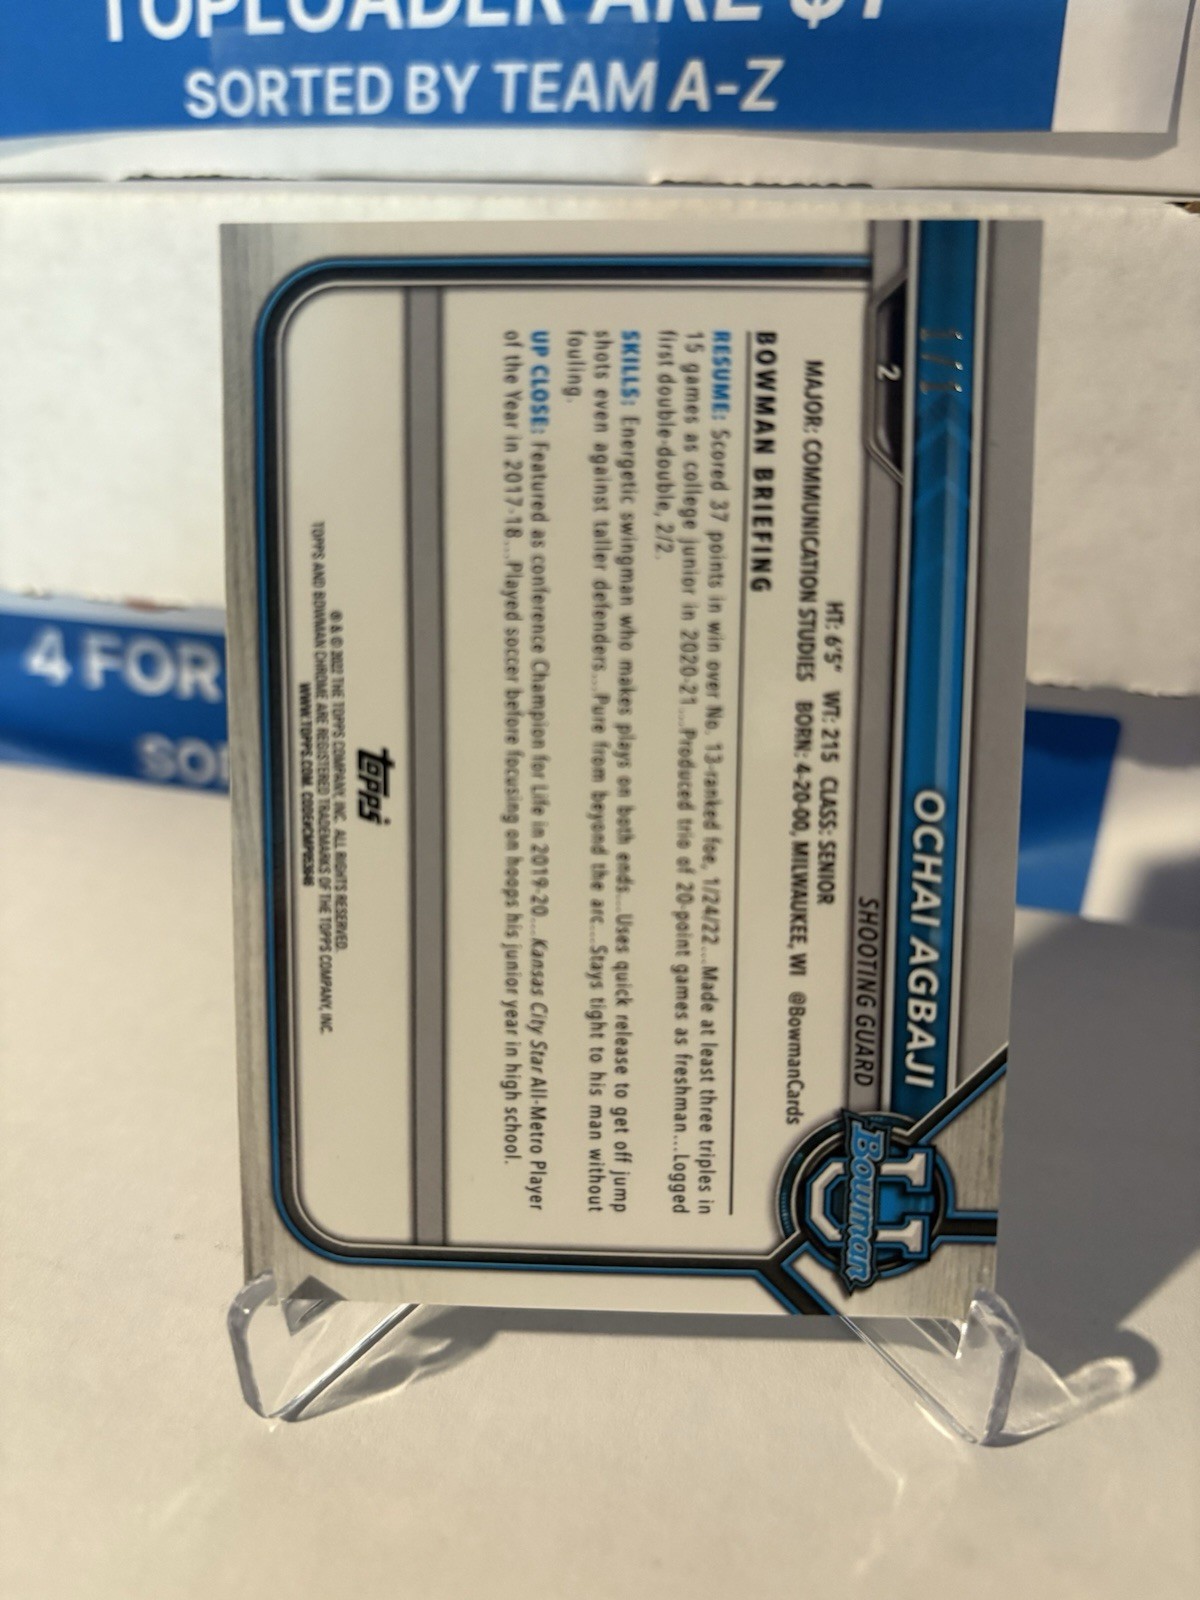 TOPLOADER ARE $1
SORTED BY TEAM A-Z
4 FOR
1/1
OCHAI AGBAJI
2
SHOOTING GUARD
HT: 6'5" WT: 215 CLASS: SENIOR
MAJOR: COMMUNICATION STUDIES BORN: 4-20-00, MILWAUKEE, WI @BowmanCards
U
Bowman
BOWMAN BRIEFING
RESUME: Scored 37 points in win over No. 13-ranked foe, 1/24/22...Made at least three triples in
15 games as college junior in 2020-21...Produced trio of 20-point games as freshman...Logged
first double-double, 2/2.
SKILLS: Energetic swingman who makes plays on both ends...Uses quick release to get off jump
shots even against taller defenders...Pure from beyond the arc...Stays tight to his man without
fouling.
UP CLOSE: Featured as conference Champion for Life in 2019-20...Kansas City Star All-Metro Player
of the Year in 2017-18...Played soccer before focusing on hoops his junior year in high school.
topps
® & © 2022 THE TOPPS COMPANY, INC. ALL RIGHTS RESERVED.
TOPPS AND BOWMAN CHROME ARE REGISTERED TRADEMARKS OF THE TOPPS COMPANY, INC.
WWW.TOPPS.COM. CODE#CMP053646